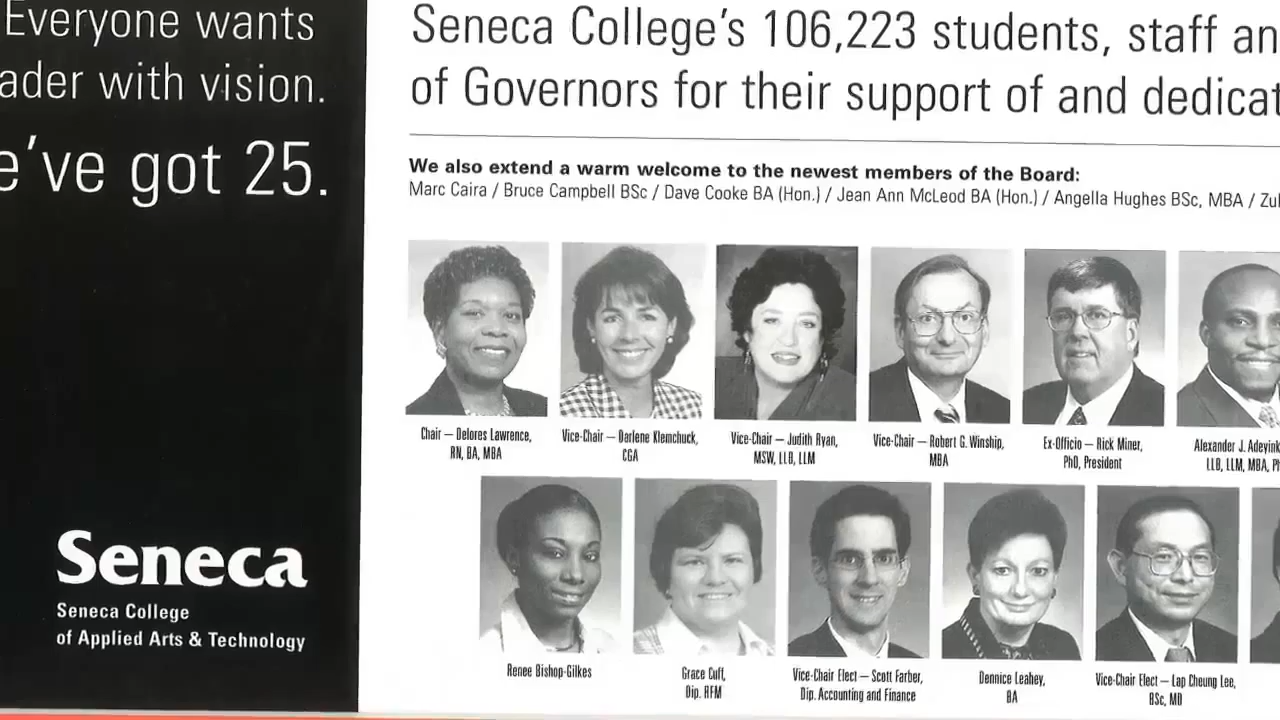 Everyone wants
ader with vision.
e've got 25.
Seneca
Seneca College
of Applied Arts & Technology
Seneca College's 106,223 students, staff an
of Governors for their support of and dedicat
We also extend a warm welcome to the newest members of the Board:
Marc Caira / Bruce Campbell BSc / Dave Cooke BA (Hon.) / Jean Ann McLeod BA (Hon.) / Angella Hughes BSc, MBA / Zul
Chair – Delores Lawrence,
RN, BA, MBA
Vice-Chair – Darlene Klemchuck,
CGA
Vice-Chair – Judith Ryan,
MSW, LLB, LLM
Vice-Chair – Robert G. Winship,
MBA
Ex-Officio – Rick Miner,
PhD, President
Alexander J. Adeyink
LLB, LLM, MBA, Ph
Renee Bishop-Gilkes
Grace Cuff,
Dip. RFM
Vice-Chair Elect – Scott Farber,
Dip. Accounting and Finance
Dennice Leahey,
BA
Vice-Chair Elect – Lap Cheung Lee,
BSc, MD